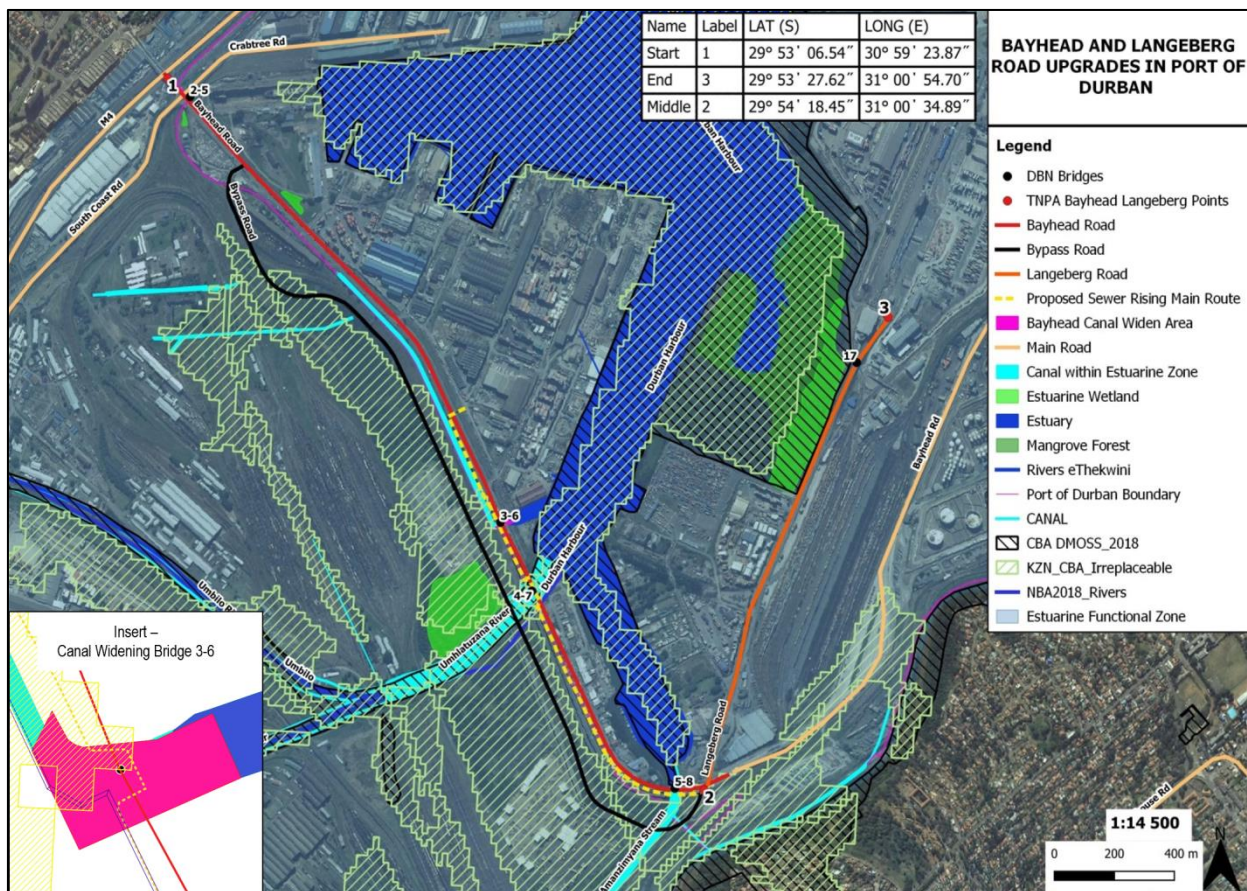 Name Label LAT (S) LONG (E)
Start 1 29° 53' 06.54" 30° 59' 23.87"
End 3 29° 53' 27.62" 31° 00' 54.70"
Middle 2 29° 54' 18.45" 31° 00' 34.89"
BAYHEAD AND LANGEBERG
ROAD UPGRADES IN PORT OF
DURBAN
Legend
DBN Bridges
TNPA Bayhead Langeberg Points
Bayhead Road
Bypass Road
Langeberg Road
Proposed Sewer Rising Main Route
Bayhead Canal Widen Area
Main Road
Canal within Estuarine Zone
Estuarine Wetland
Estuary
Mangrove Forest
Rivers eThekwini
Port of Durban Boundary
CANAL
CBA DMOSS_2018
KZN_CBA_Irreplaceable
NBA2018_Rivers
Estuarine Functional Zone
Crabtree Rd
M4
1
2-5
Bayhead Road
South Coast Rd
Bypass Road
Harbour
Durban Harbour
3
17
Bayhead Rd
3-6
Durban Harbour
4-7
Umhlatuzana River
Umbilo
Umbilo
Langeberg Road
5-8
2
Amanzimyana Stream
Insert –
Canal Widening Bridge 3-6
Rd
1:14 500
N
0 200 400 m